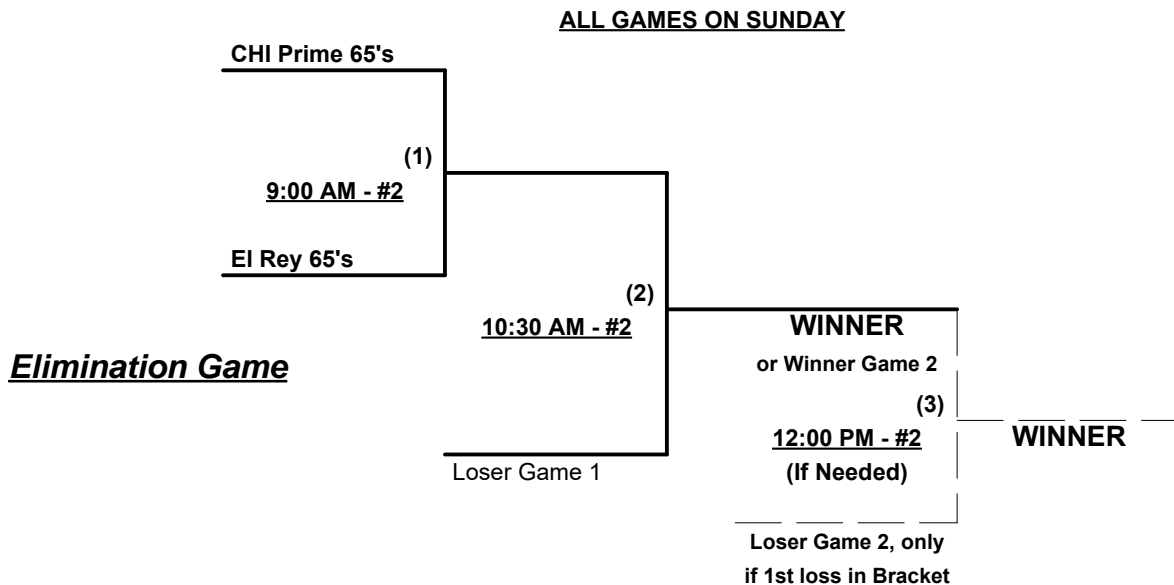 ALL GAMES ON SUNDAY
CHI Prime 65's
(1)
9:00 AM - #2
El Rey 65's
(2)
10:30 AM - #2
WINNER
or Winner Game 2
Elimination Game
(3)
12:00 PM - #2
WINNER
Loser Game 1
(If Needed)
Loser Game 2, only
if 1st loss in Bracket